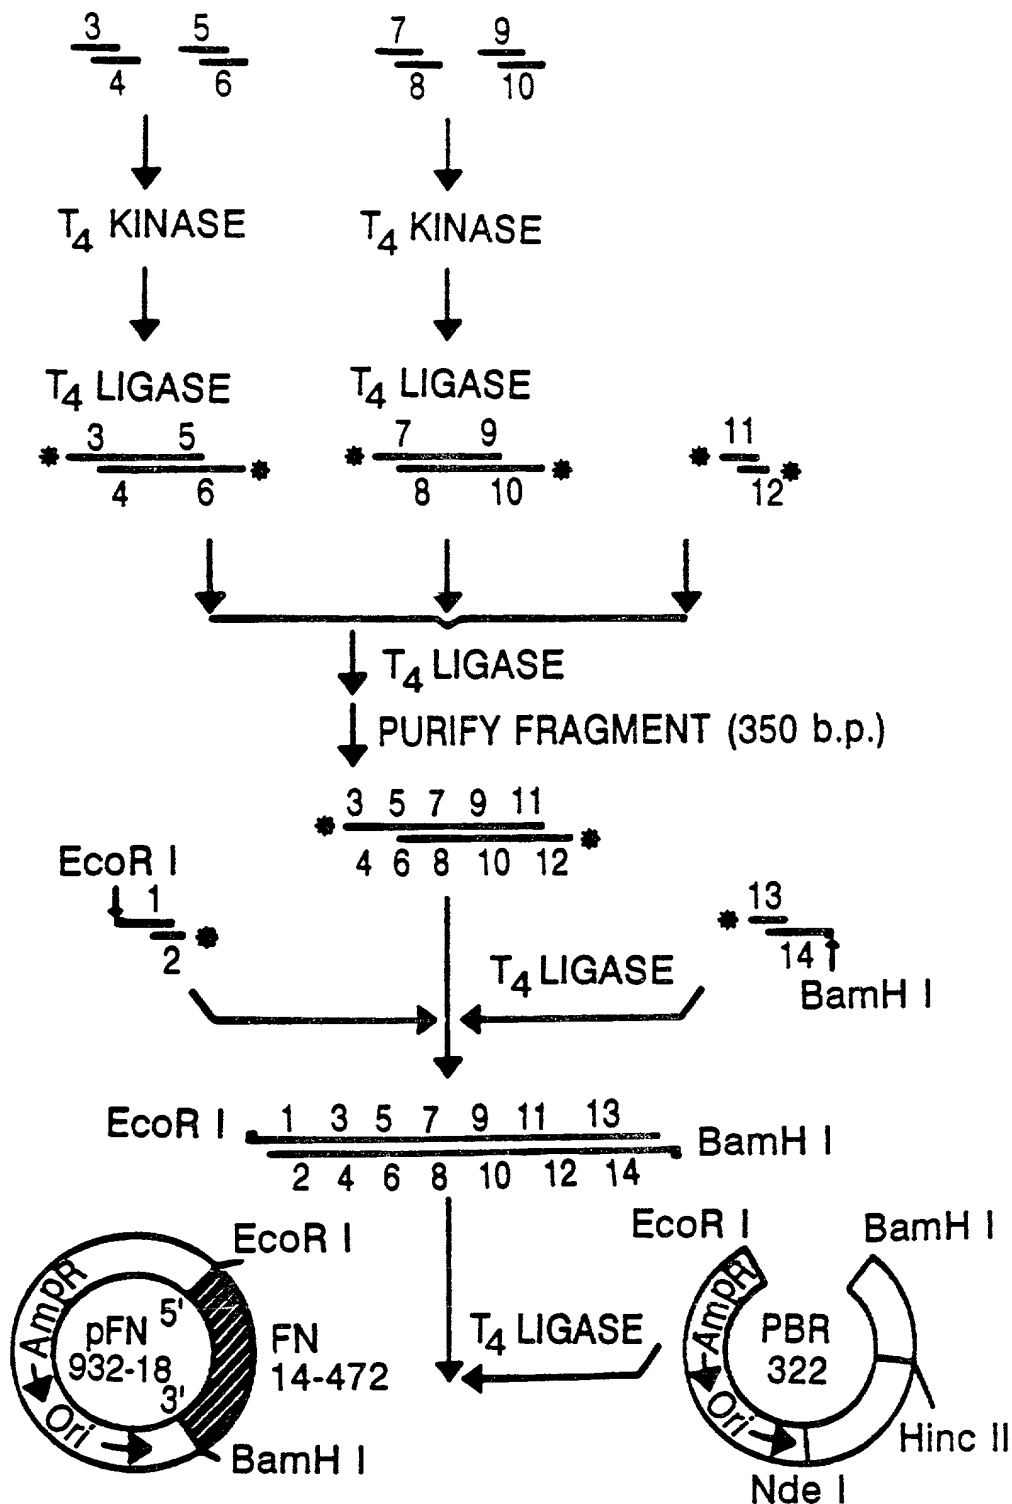 3 5 7 9
4 6 8 10
T4 KINASE T4 KINASE
T4 LIGASE T4 LIGASE
* 3 5 * 7 9 * 11
4 6 * 8 10 * 12 *
T4 LIGASE
PURIFY FRAGMENT (350 b.p.)
* 3 5 7 9 11
4 6 8 10 12 *
EcoR I
1
2 *
* 13
14
BamH I
T4 LIGASE
EcoR I 1 3 5 7 9 11 13
2 4 6 8 10 12 14 BamH I
EcoR I
AmpR
pFN
932-18
5'
3'
Ori
FN
14-472
BamH I
T4 LIGASE
EcoR I
BamH I
AmpR
PBR
322
Ori
Hinc II
Nde I